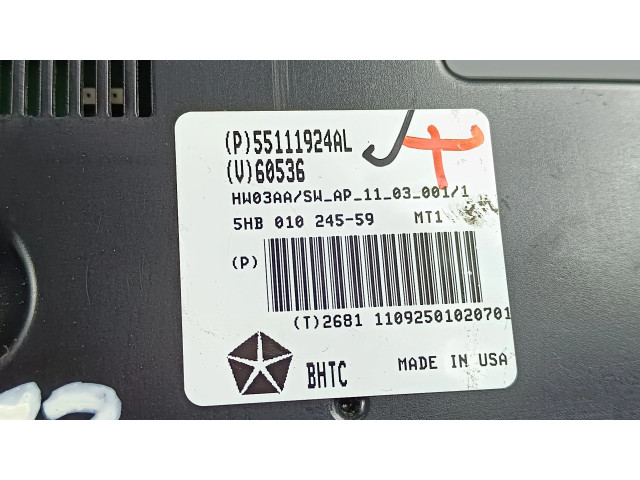 (P)55111924AL
(V)60536
HW03AA/SW_AP_11_03_001/1
5HB 010 245-59 MT1
(P)
(T)2681 11092501020701
BHTC MADE IN USA